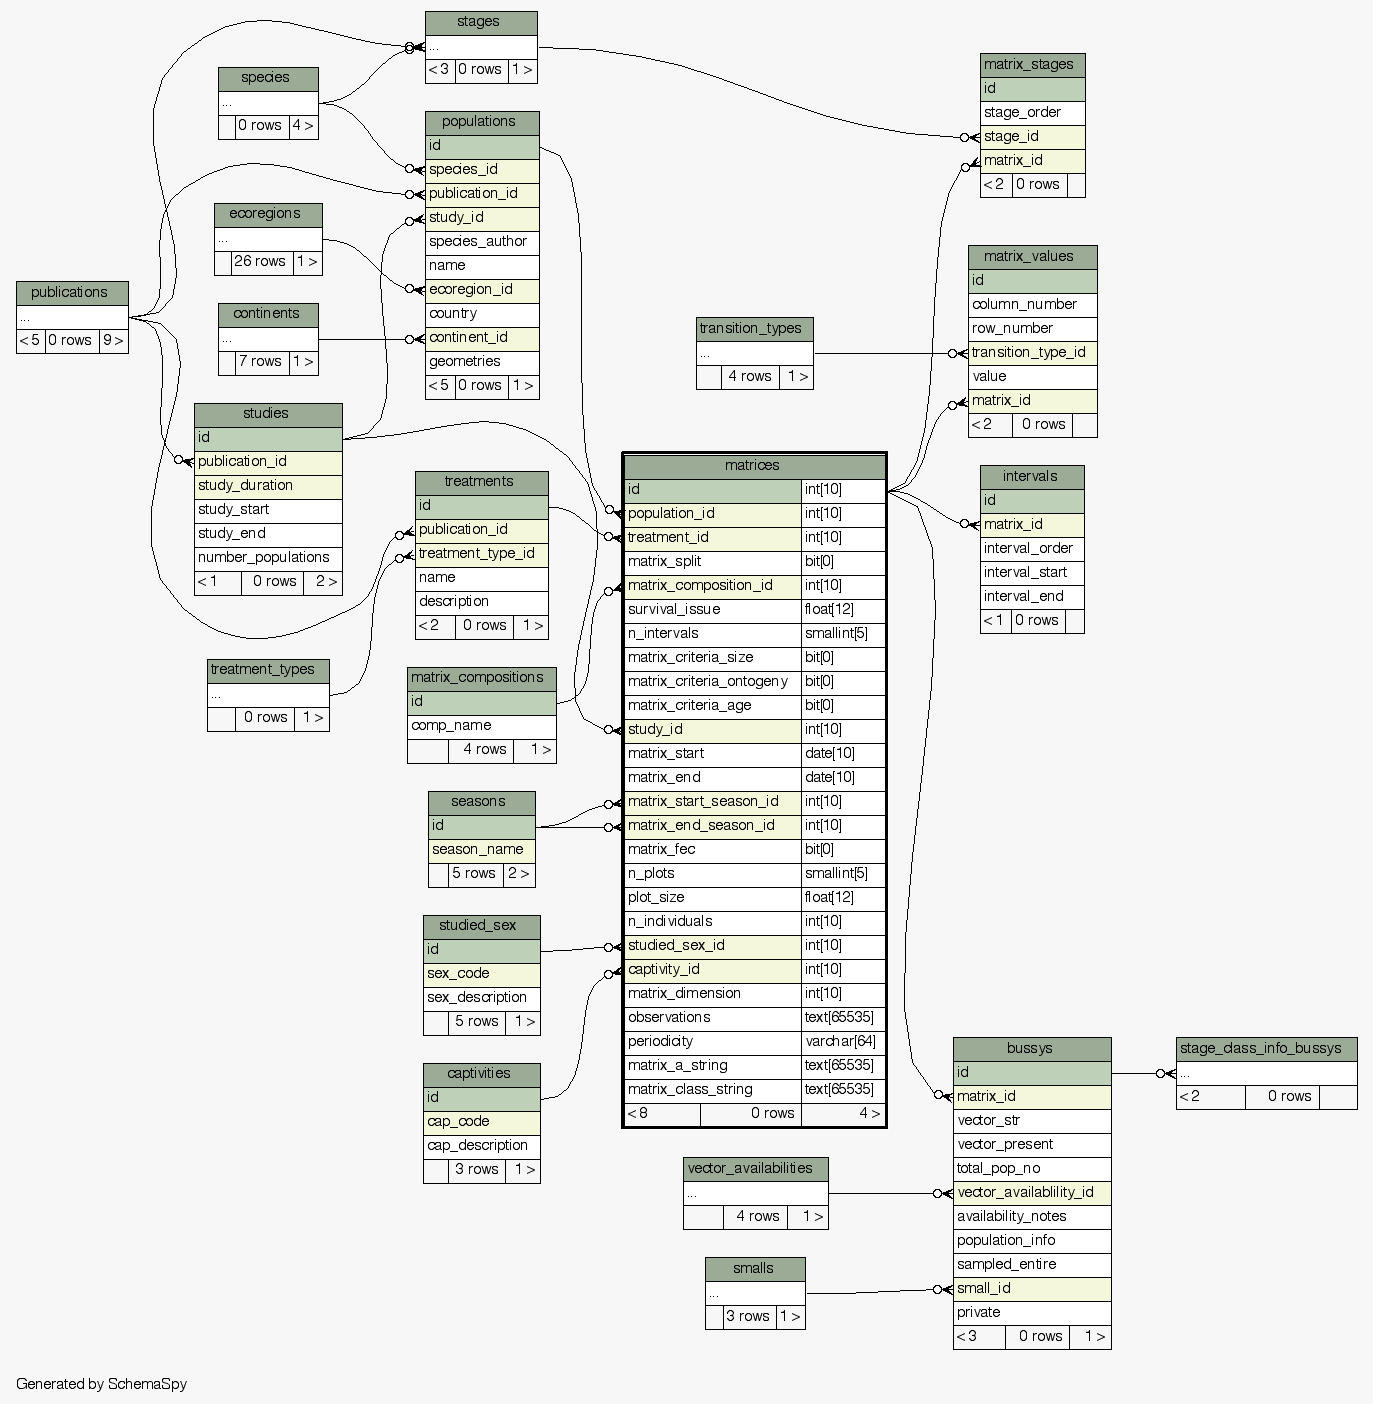 stages
...
< 3 0 rows 1 >
species
...
0 rows 4 >
populations
id
species_id
publication_id
study_id
species_author
name
ecoregion_id
country
continent_id
geometries
< 5 0 rows 1 >
ecoregions
...
26 rows 1 >
continents
...
7 rows 1 >
publications
...
< 5 0 rows 9 >
studies
id
publication_id
study_duration
study_start
study_end
number_populations
< 1 0 rows 2 >
treatments
id
publication_id
treatment_type_id
name
description
< 2 0 rows 1 >
treatment_types
...
0 rows 1 >
matrix_compositions
id
comp_name
4 rows 1 >
seasons
id
season_name
5 rows 2 >
studied_sex
id
sex_code
sex_description
5 rows 1 >
captivities
id
cap_code
cap_description
3 rows 1 >
matrices
id int[10]
population_id int[10]
treatment_id int[10]
matrix_split bit[0]
matrix_composition_id int[10]
survival_issue float[12]
n_intervals smallint[5]
matrix_criteria_size bit[0]
matrix_criteria_ontogeny bit[0]
matrix_criteria_age bit[0]
study_id int[10]
matrix_start date[10]
matrix_end date[10]
matrix_start_season_id int[10]
matrix_end_season_id int[10]
matrix_fec bit[0]
n_plots smallint[5]
plot_size float[12]
n_individuals int[10]
studied_sex_id int[10]
captivity_id int[10]
matrix_dimension int[10]
observations text[65535]
periodicity varchar[64]
matrix_a_string text[65535]
matrix_class_string text[65535]
< 8 0 rows 4 >
transition_types
...
4 rows 1 >
matrix_stages
id
stage_order
stage_id
matrix_id
< 2 0 rows
matrix_values
id
column_number
row_number
transition_type_id
value
matrix_id
< 2 0 rows
intervals
id
matrix_id
interval_order
interval_start
interval_end
< 1 0 rows
bussys
id
matrix_id
vector_str
vector_present
total_pop_no
vector_availablility_id
availability_notes
population_info
sampled_entire
small_id
private
< 3 0 rows 1 >
stage_class_info_bussys
...
< 2 0 rows
vector_availabilities
...
4 rows 1 >
smalls
...
3 rows 1 >
Generated by SchemaSpy